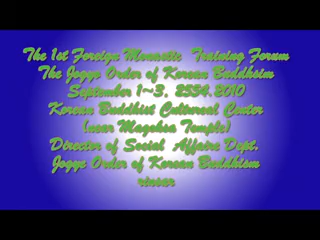 The 1st Foreign Monastic Training Forum
The Jogye Order of Korean Buddhism
September 1~3, 2554.2010
Korean Buddhist Cultural Center
(near Magoksa Temple)
Director of Social Affairs Dept.
Jogye Order of Korean Buddhism